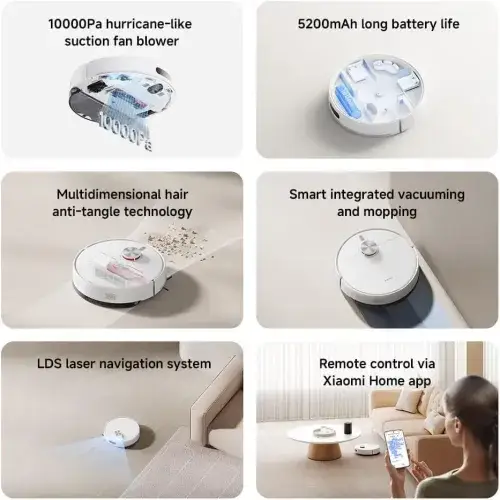 10000Pa hurricane-like
suction fan blower
5200mAh long battery life
10000Pa
Multidimensional hair
anti-tangle technology
Smart integrated vacuuming
and mopping
LDS laser navigation system
Remote control via
Xiaomi Home app